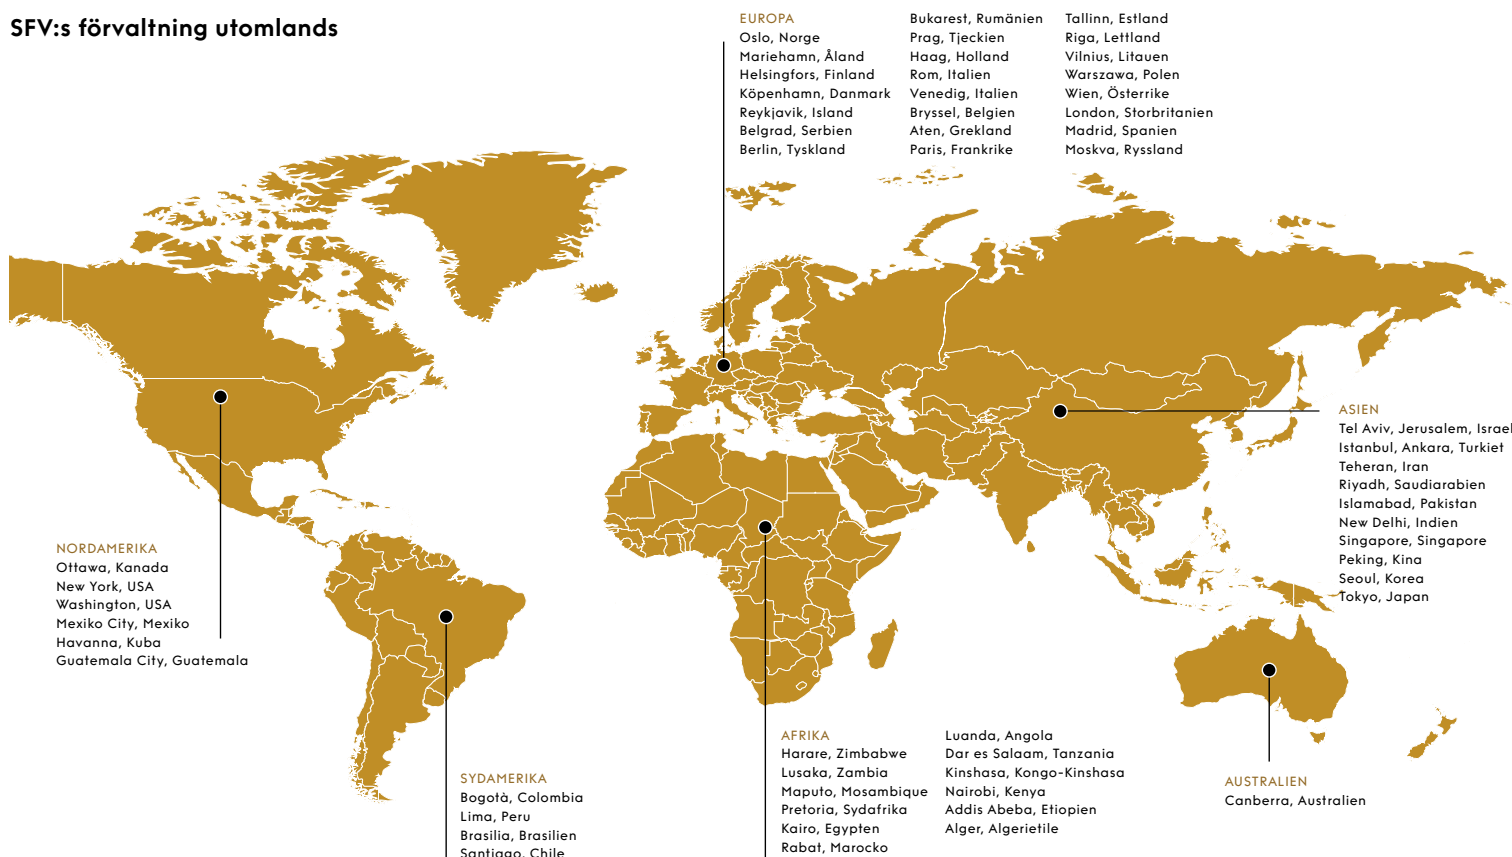 SFV:s förvaltning utomlands
EUROPA
Oslo, Norge
Mariehamn, Åland
Helsingfors, Finland
Köpenhamn, Danmark
Reykjavik, Island
Belgrad, Serbien
Berlin, Tyskland
Bukarest, Rumänien
Prag, Tjeckien
Haag, Holland
Rom, Italien
Venedig, Italien
Bryssel, Belgien
Aten, Grekland
Paris, Frankrike
Tallinn, Estland
Riga, Lettland
Vilnius, Litauen
Warszawa, Polen
Wien, Österrike
London, Storbritanien
Madrid, Spanien
Moskva, Ryssland
ASIEN
Tel Aviv, Jerusalem, Israel
Istanbul, Ankara, Turkiet
Teheran, Iran
Riyadh, Saudiarabien
Islamabad, Pakistan
New Delhi, Indien
Singapore, Singapore
Peking, Kina
Seoul, Korea
Tokyo, Japan
NORDAMERIKA
Ottawa, Kanada
New York, USA
Washington, USA
Mexiko City, Mexiko
Havanna, Kuba
Guatemala City, Guatemala
SYDAMERIKA
Bogotà, Colombia
Lima, Peru
Brasilia, Brasilien
Santiago, Chile
AFRIKA
Harare, Zimbabwe
Lusaka, Zambia
Maputo, Mosambique
Pretoria, Sydafrika
Kairo, Egypten
Rabat, Marocko
Luanda, Angola
Dar es Salaam, Tanzania
Kinshasa, Kongo-Kinshasa
Nairobi, Kenya
Addis Abeba, Etiopien
Alger, Algerietile
AUSTRALIEN
Canberra, Australien